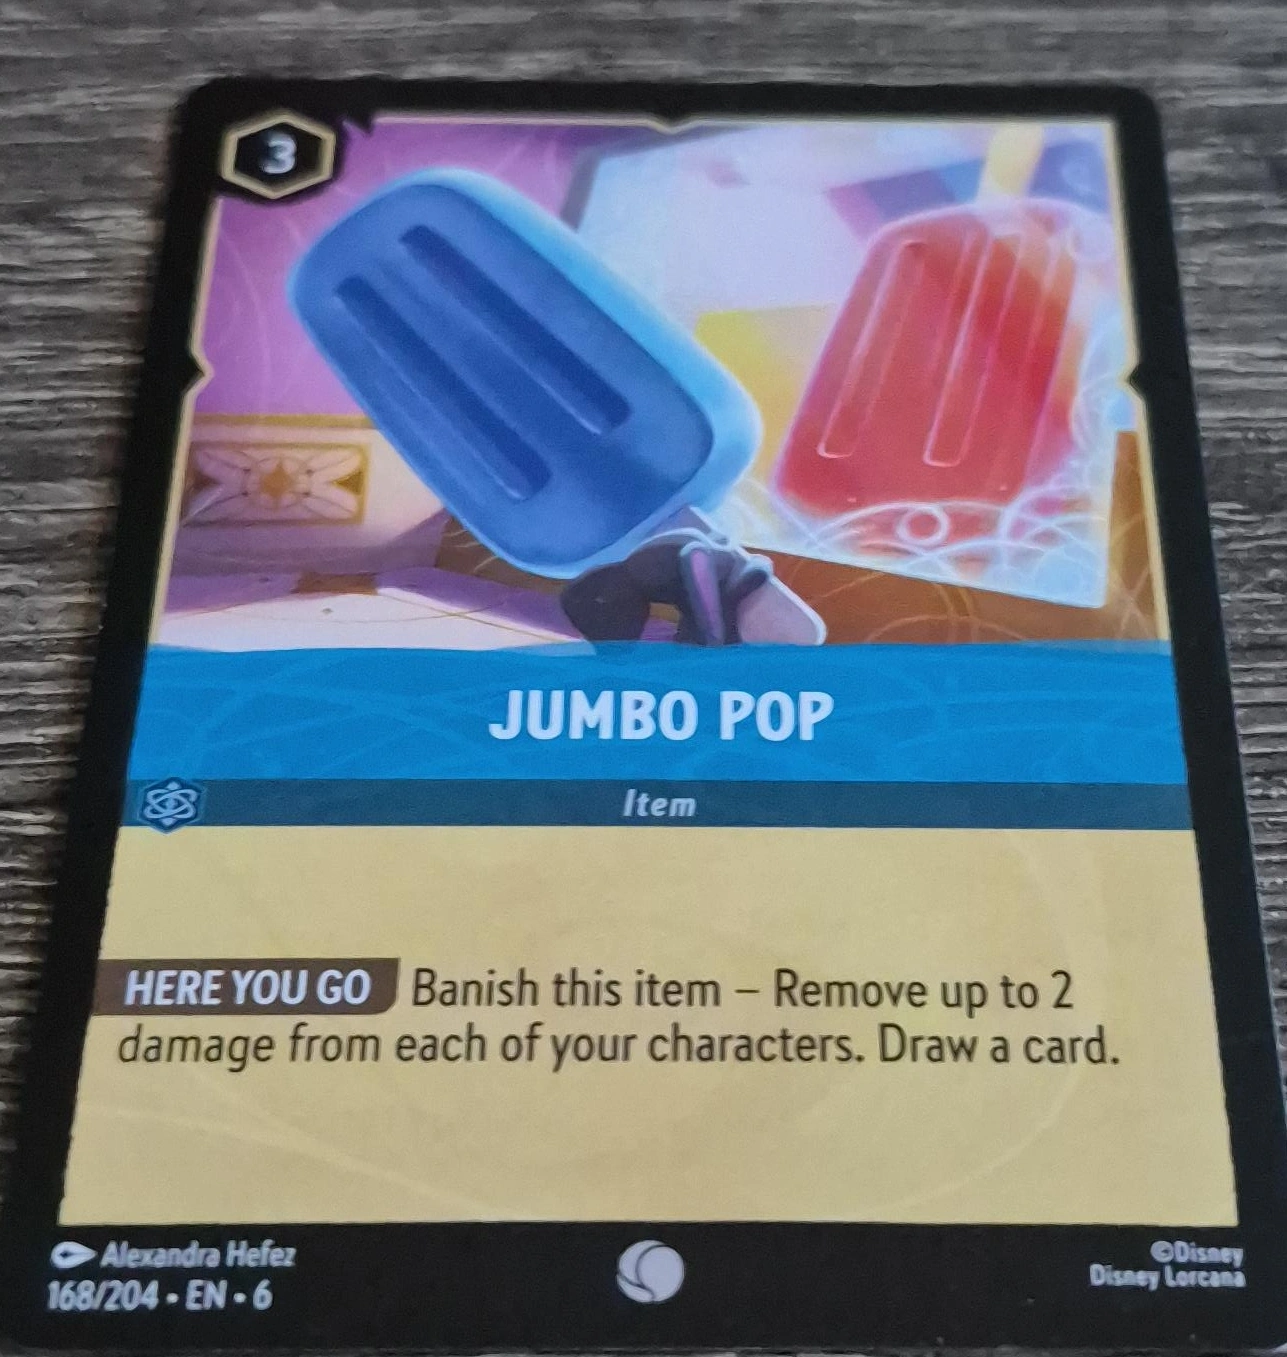 3
JUMBO POP
Item
HERE YOU GO Banish this item – Remove up to 2
damage from each of your characters. Draw a card.
Alexandra Hefez
168/204 • EN • 6
©Disney
Disney Lorcana